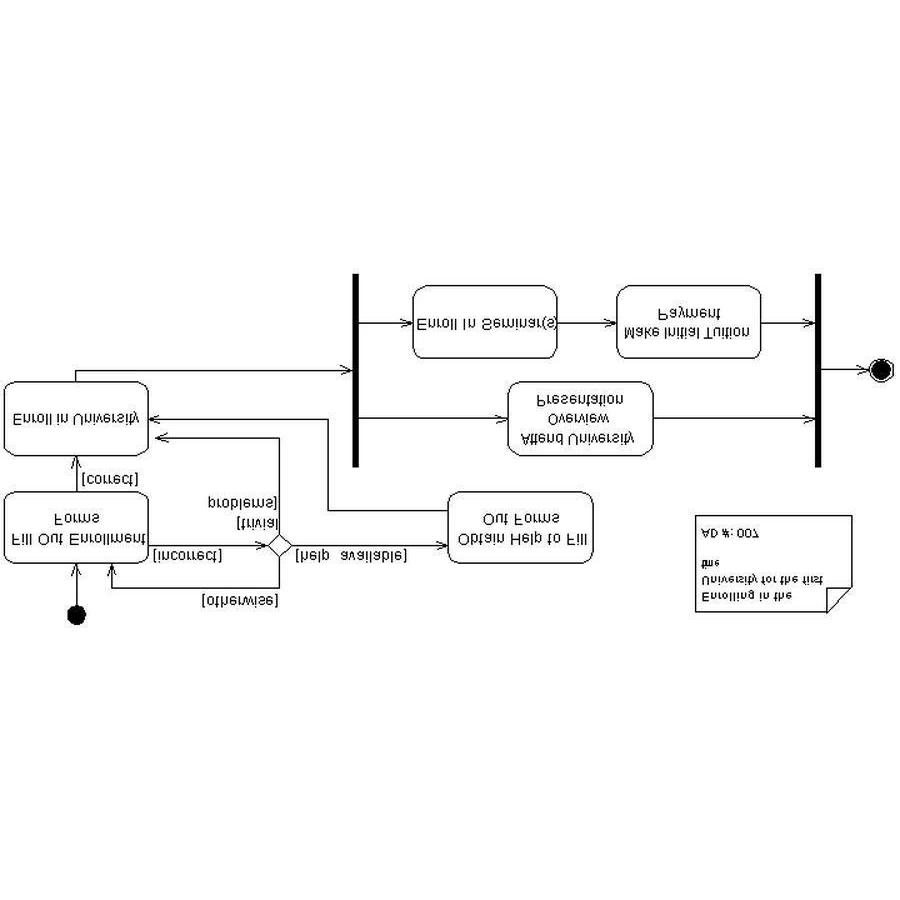 Enrolling in the
University for the first
time
AD #: 007
[otherwise]
Fill Out Enrollment
Forms
[incorrect]
[help available]
Obtain Help to Fill
Out Forms
[trivial
problems]
[correct]
Enroll in University
Attend University
Overview
Presentation
Enroll In Seminar(s)
Make Initial Tuition
Payment